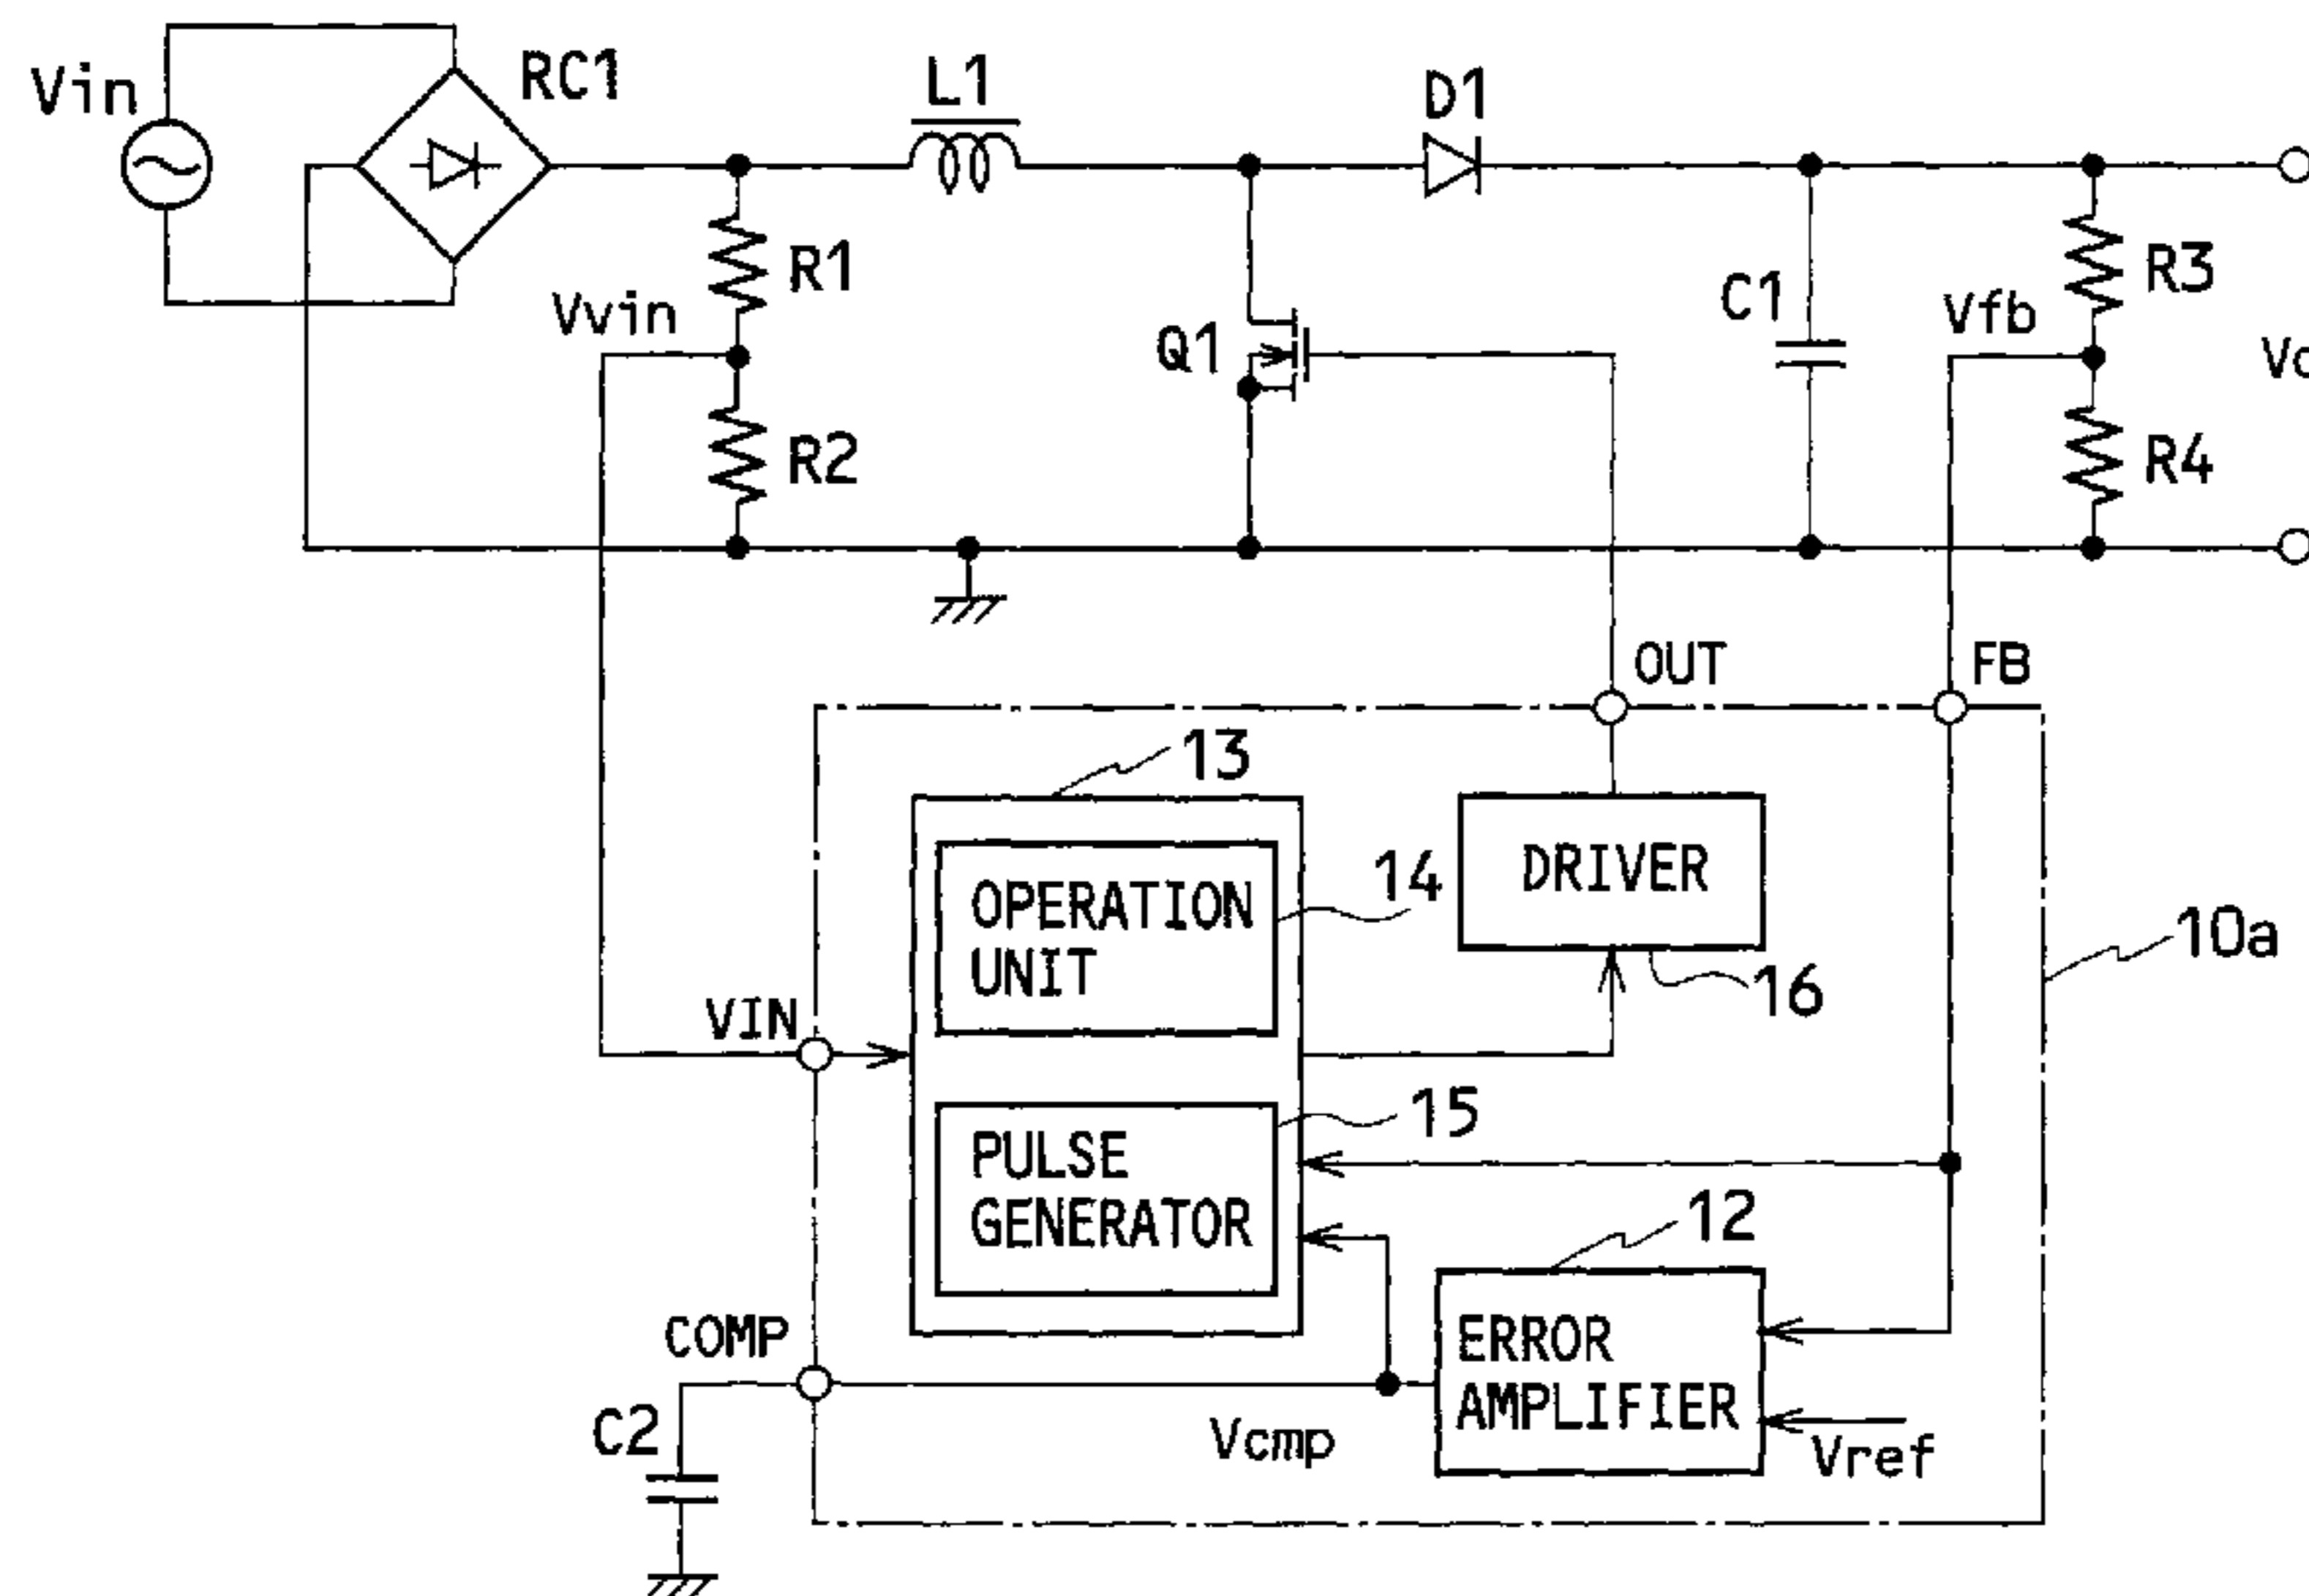 Vin
RC1
L1
D1
R1
Vvin
R2
Q1
C1
Vfb
R3
R4
OUT
FB
13
OPERATION
UNIT
14
DRIVER
16
10a
VIN
15
PULSE
GENERATOR
12
ERROR
AMPLIFIER
COMP
C2
Vcmp
Vref